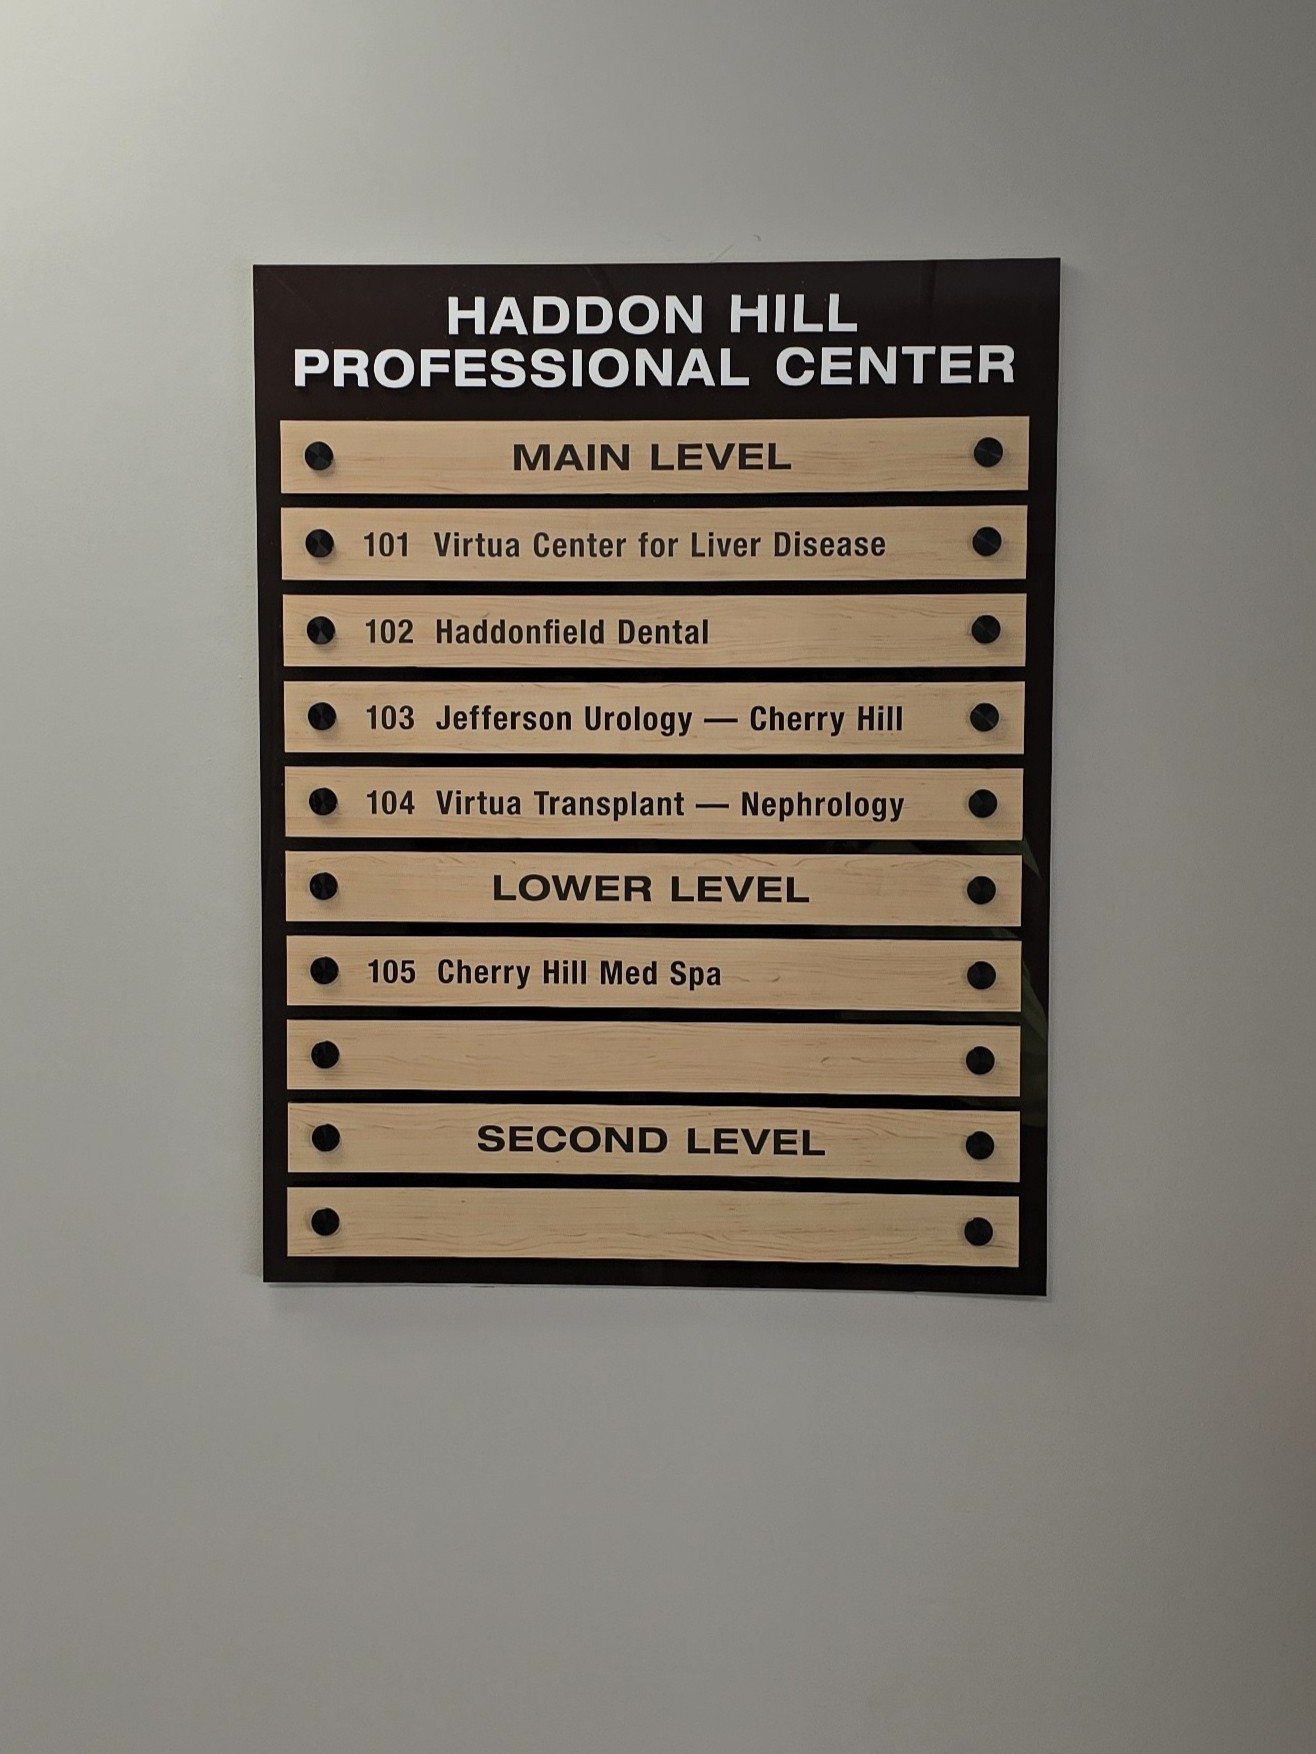 HADDON HILL
PROFESSIONAL CENTER
MAIN LEVEL
101 Virtua Center for Liver Disease
102 Haddonfield Dental
103 Jefferson Urology — Cherry Hill
104 Virtua Transplant — Nephrology
LOWER LEVEL
105 Cherry Hill Med Spa
SECOND LEVEL